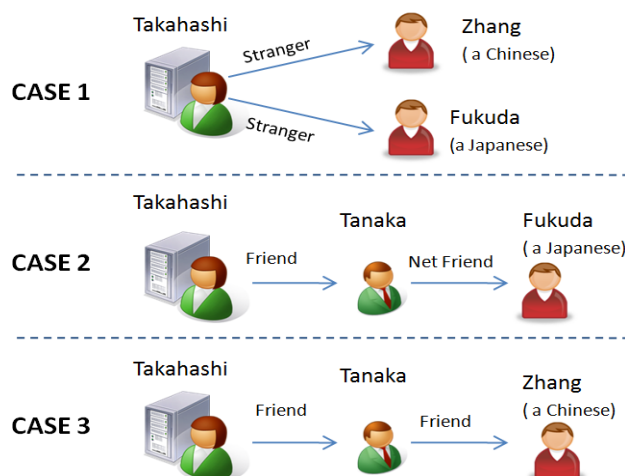 CASE 1
Takahashi
Stranger
Stranger
Zhang
( a Chinese)
Fukuda
(a Japanese)
CASE 2
Takahashi
Friend
Tanaka
Net Friend
Fukuda
( a Japanese)
CASE 3
Takahashi
Friend
Tanaka
Friend
Zhang
( a Chinese)